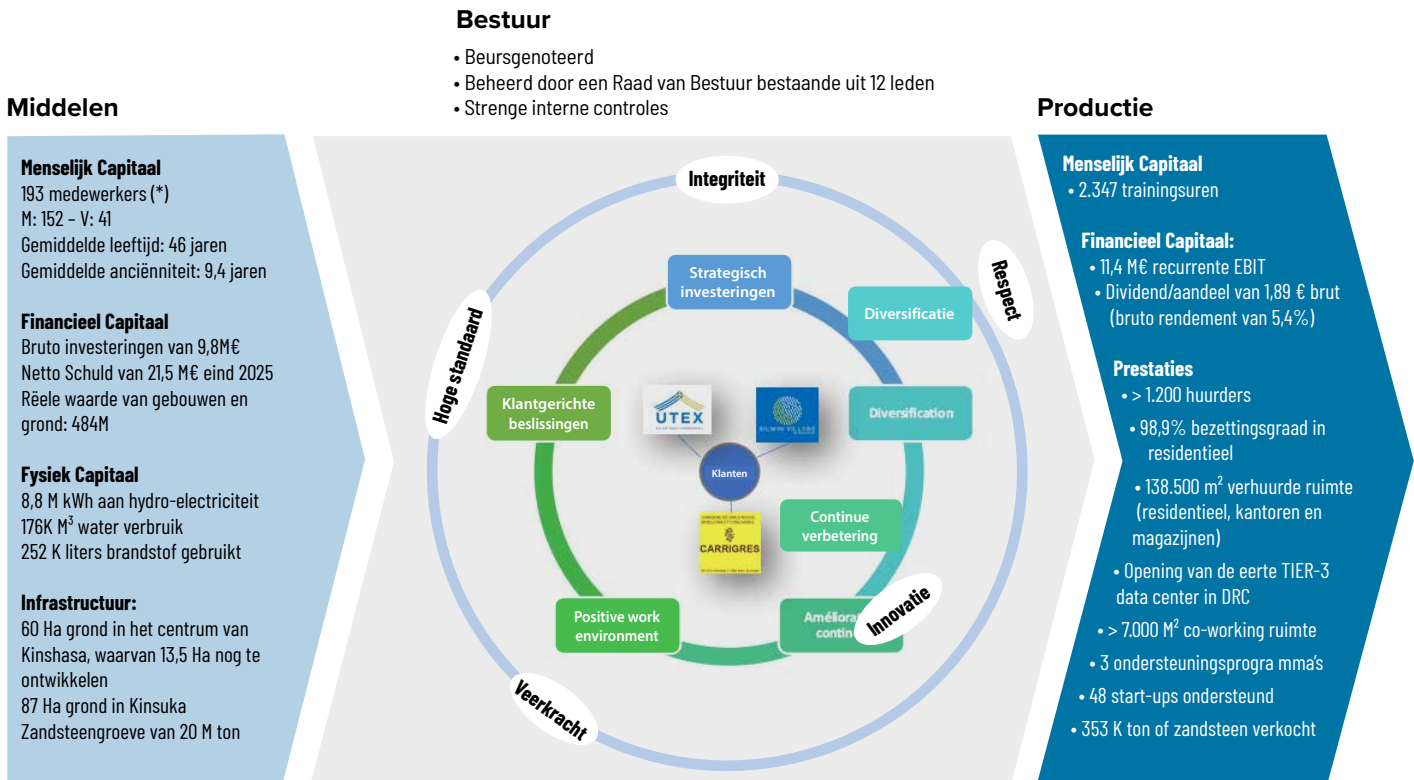 Bestuur
• Beursgenoteerd
• Beheerd door een Raad van Bestuur bestaande uit 12 leden
• Strenge interne controles
Middelen
Menselijk Capitaal
193 medewerkers (*)
M: 152 – V: 41
Gemiddelde leeftijd: 46 jaren
Gemiddelde anciënniteit: 9,4 jaren
Financieel Capitaal
Bruto investeringen van 9,8M€
Netto Schuld van 21,5 M€ eind 2025
Rëele waarde van gebouwen en
grond: 484M
Fysiek Capitaal
8,8 M kWh aan hydro-electriciteit
176K M³ water verbruik
252 K liters brandstof gebruikt
Infrastructuur:
60 Ha grond in het centrum van
Kinshasa, waarvan 13,5 Ha nog te
ontwikkelen
87 Ha grond in Kinsuka
Zandsteengroeve van 20 M ton
Integriteit
Respect
Hoge standaard
Innovatie
Veerkracht
Strategisch
investeringen
Diversificatie
Klantgerichte
beslissingen
UTEX
Diversification
Klanten
CARRIGRES
Continue
verbetering
Positive work
environment
Productie
Menselijk Capitaal
• 2.347 trainingsuren
Financieel Capitaal:
• 11,4 M€ recurrente EBIT
• Dividend/aandeel van 1,89 € brut
(bruto rendement van 5,4%)
Prestaties
• > 1.200 huurders
• 98,9% bezettingsgraad in
residentieel
• 138.500 m² verhuurde ruimte
(residentieel, kantoren en
magazijnen)
• Opening van de eerte TIER-3
data center in DRC
• > 7.000 M² co-working ruimte
• 3 ondersteuningsprogra mma's
• 48 start-ups ondersteund
• 353 K ton of zandsteen verkocht